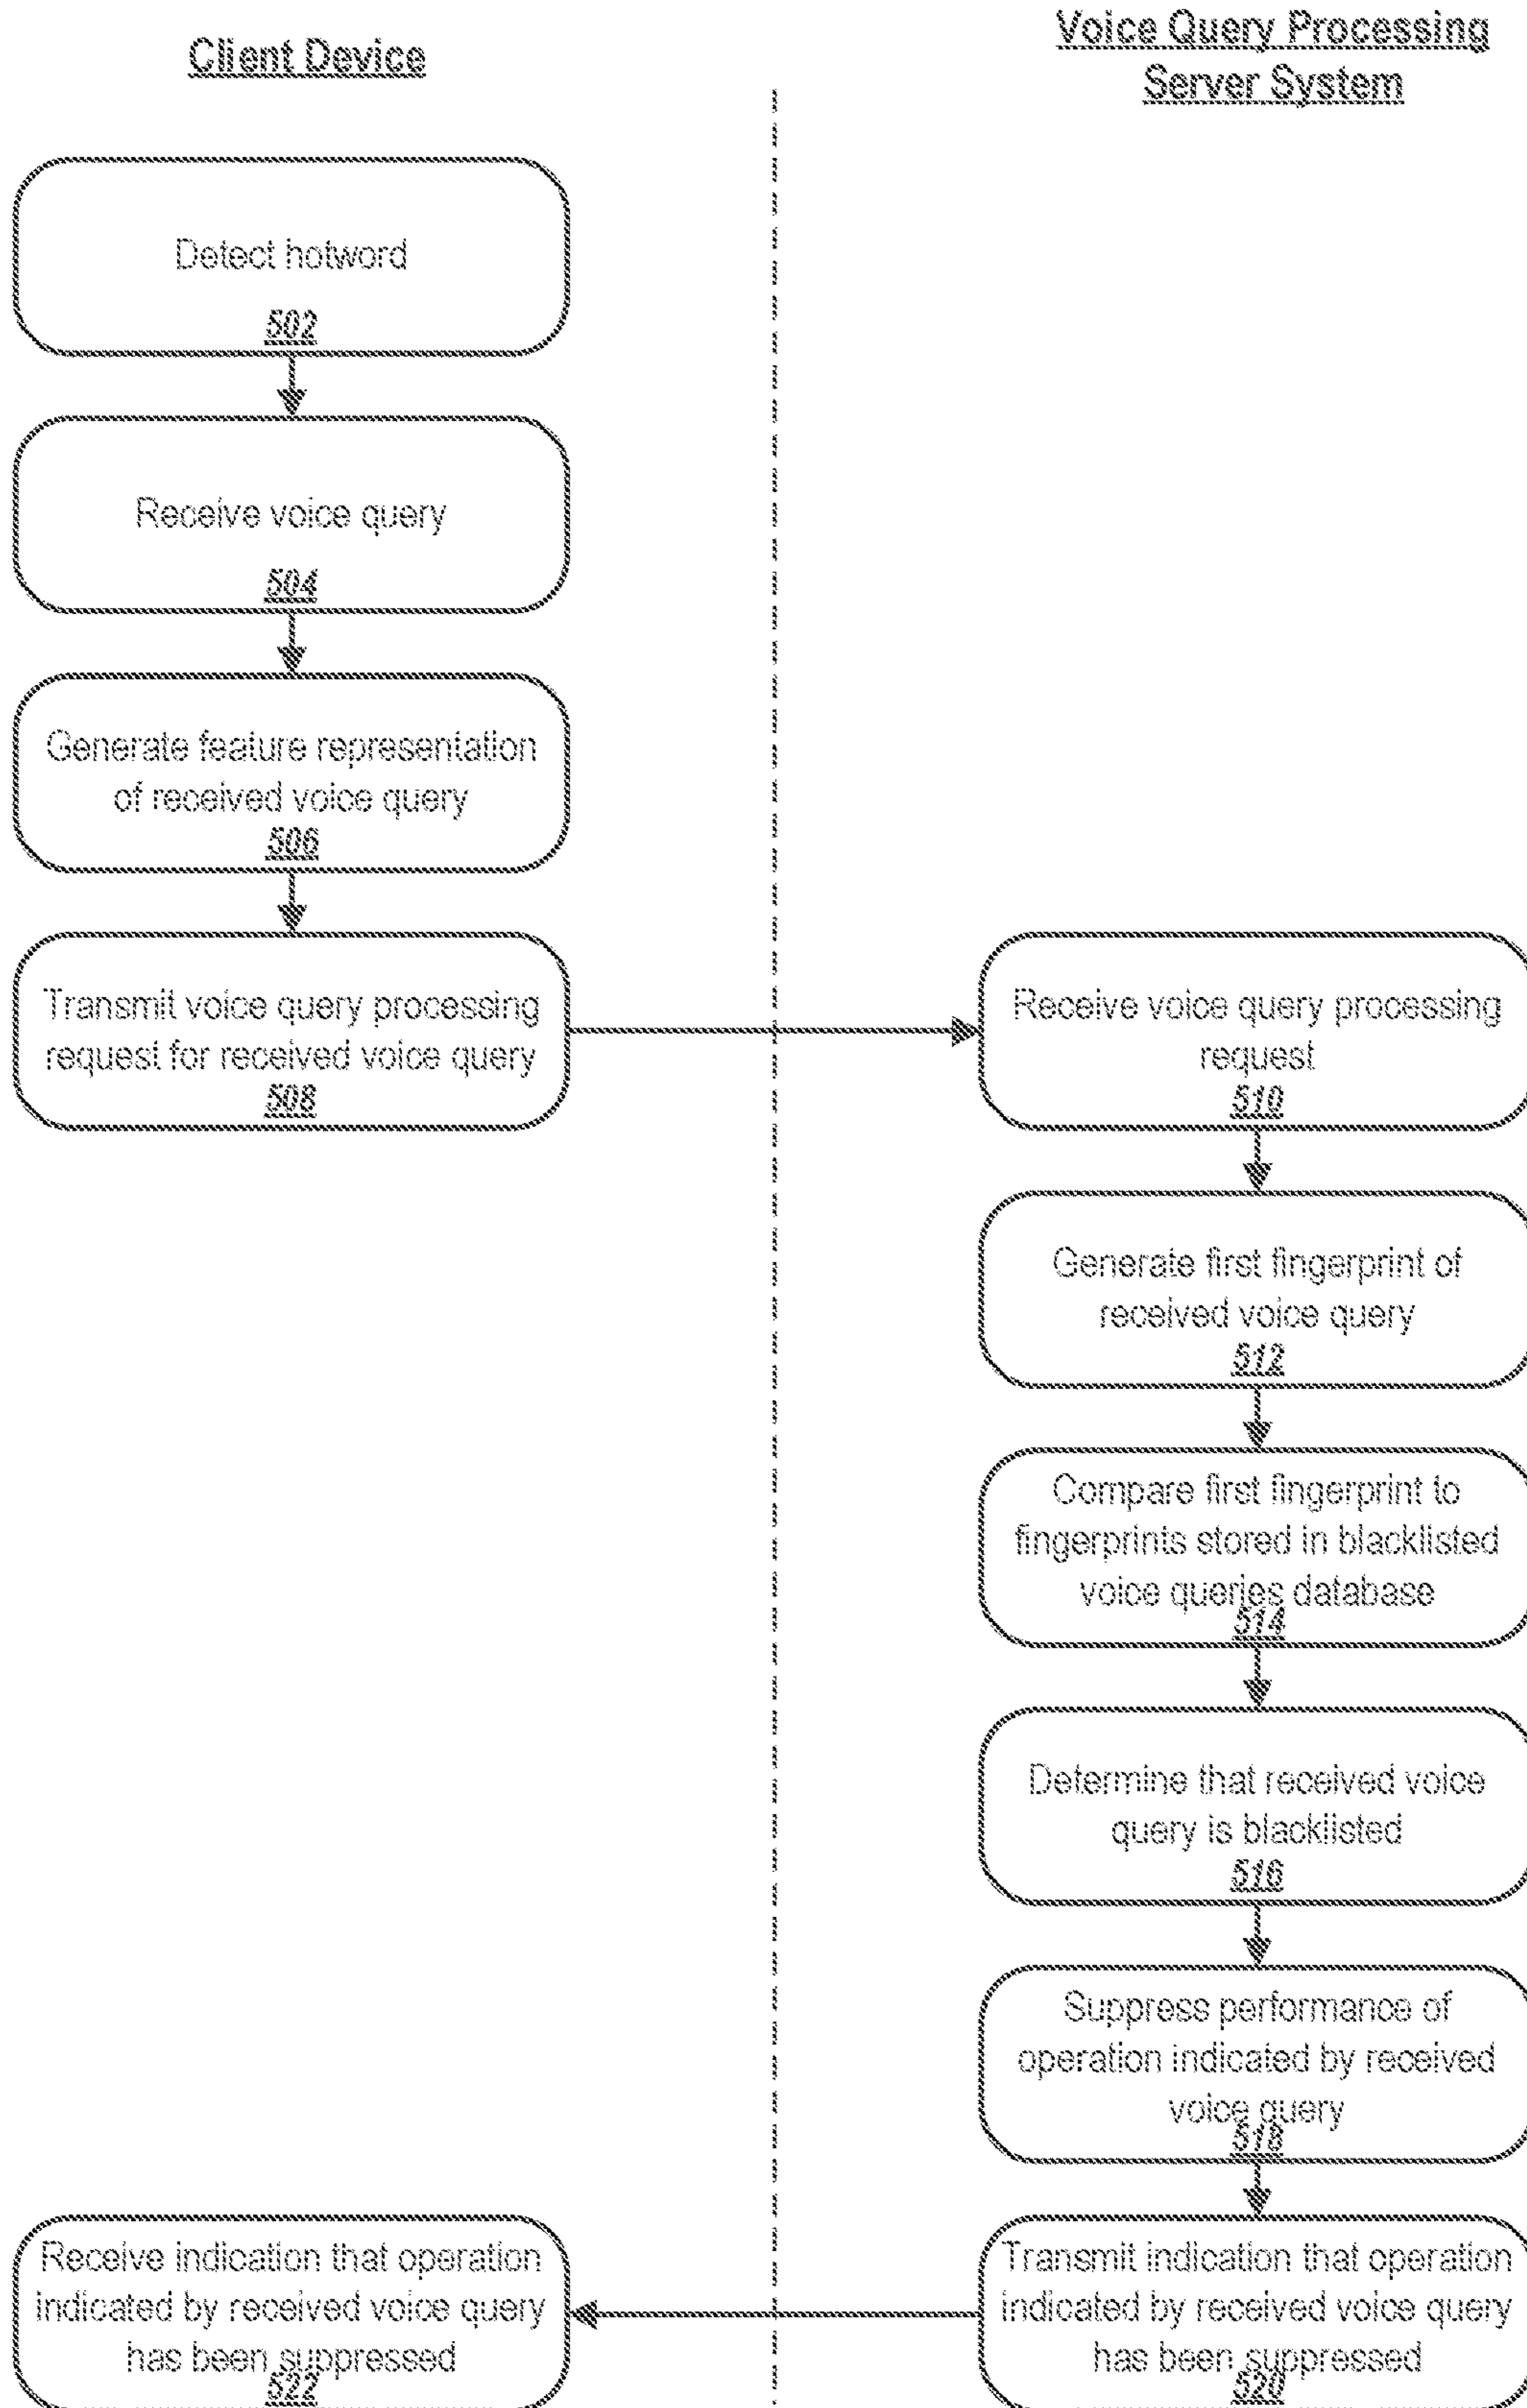 Client Device
Voice Query Processing
Server System
Detect hotword
502
Receive voice query
504
Generate feature representation
of received voice query
506
Transmit voice query processing
request for received voice query
508
Receive voice query processing
request
510
Generate first fingerprint of
received voice query
512
Compare first fingerprint to
fingerprints stored in blacklisted
voice queries database
514
Determine that received voice
query is blacklisted
516
Suppress performance of
operation indicated by received
voice query
518
Transmit indication that operation
indicated by received voice query
has been suppressed
520
Receive indication that operation
indicated by received voice query
has been suppressed
522